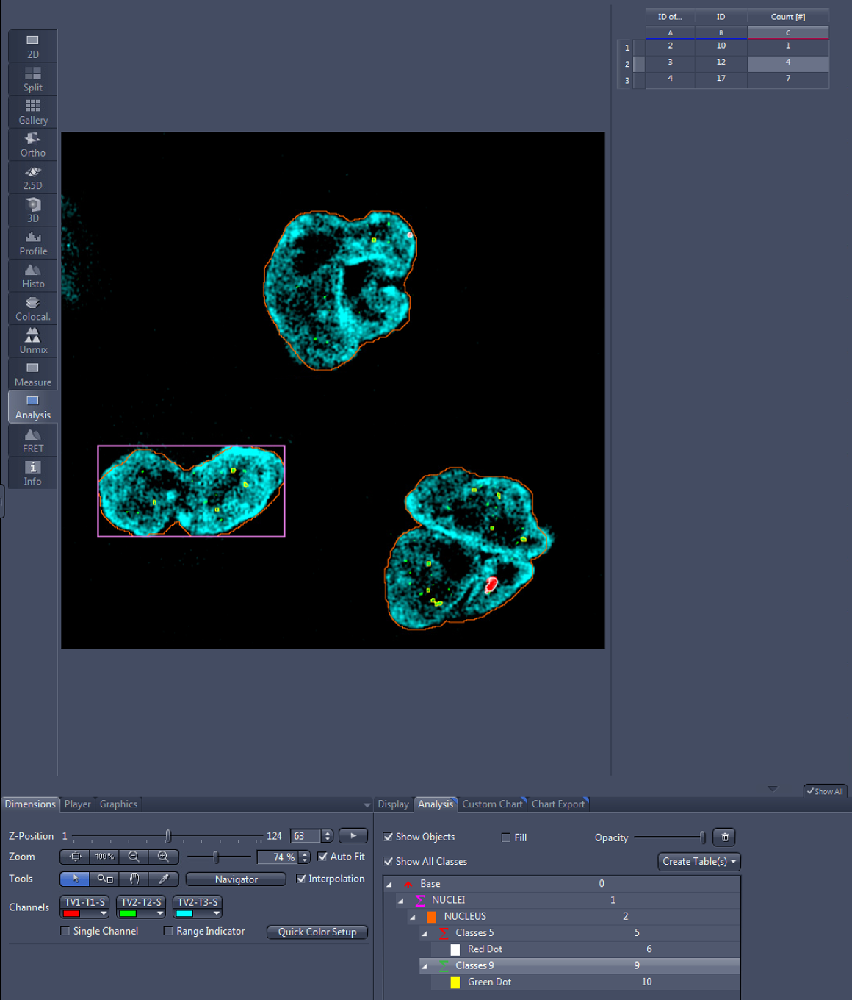 ID of... ID Count [#]
A B C
1 2 10 1
2 3 12 4
3 4 17 7
2D
Split
Gallery
Ortho
2.5D
3D
Profile
Histo
Colocal.
Unmix
Measure
Analysis
FRET
i
Info
Show All
Dimensions Player Graphics
Z-Position 1 124 63
Zoom 100% 74 % Auto Fit
Tools Navigator Interpolation
Channels TV1-T1-S TV2-T2-S TV2-T3-S
Single Channel Range Indicator Quick Color Setup
Display Analysis Custom Chart Chart Export
Show Objects Fill Opacity
Show All Classes Create Table(s)
Base 0
NUCLEI 1
NUCLEUS 2
Classes 5 5
Red Dot 6
Classes 9 9
Green Dot 10